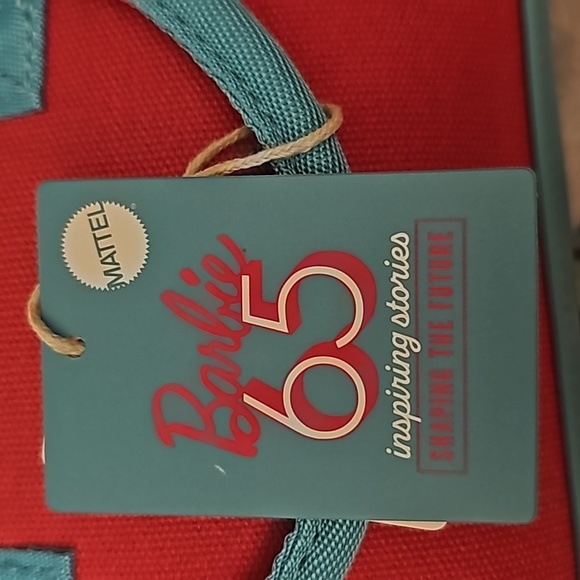 MATTEL
Barbie
65
inspiring stories
SHAPING THE FUTURE